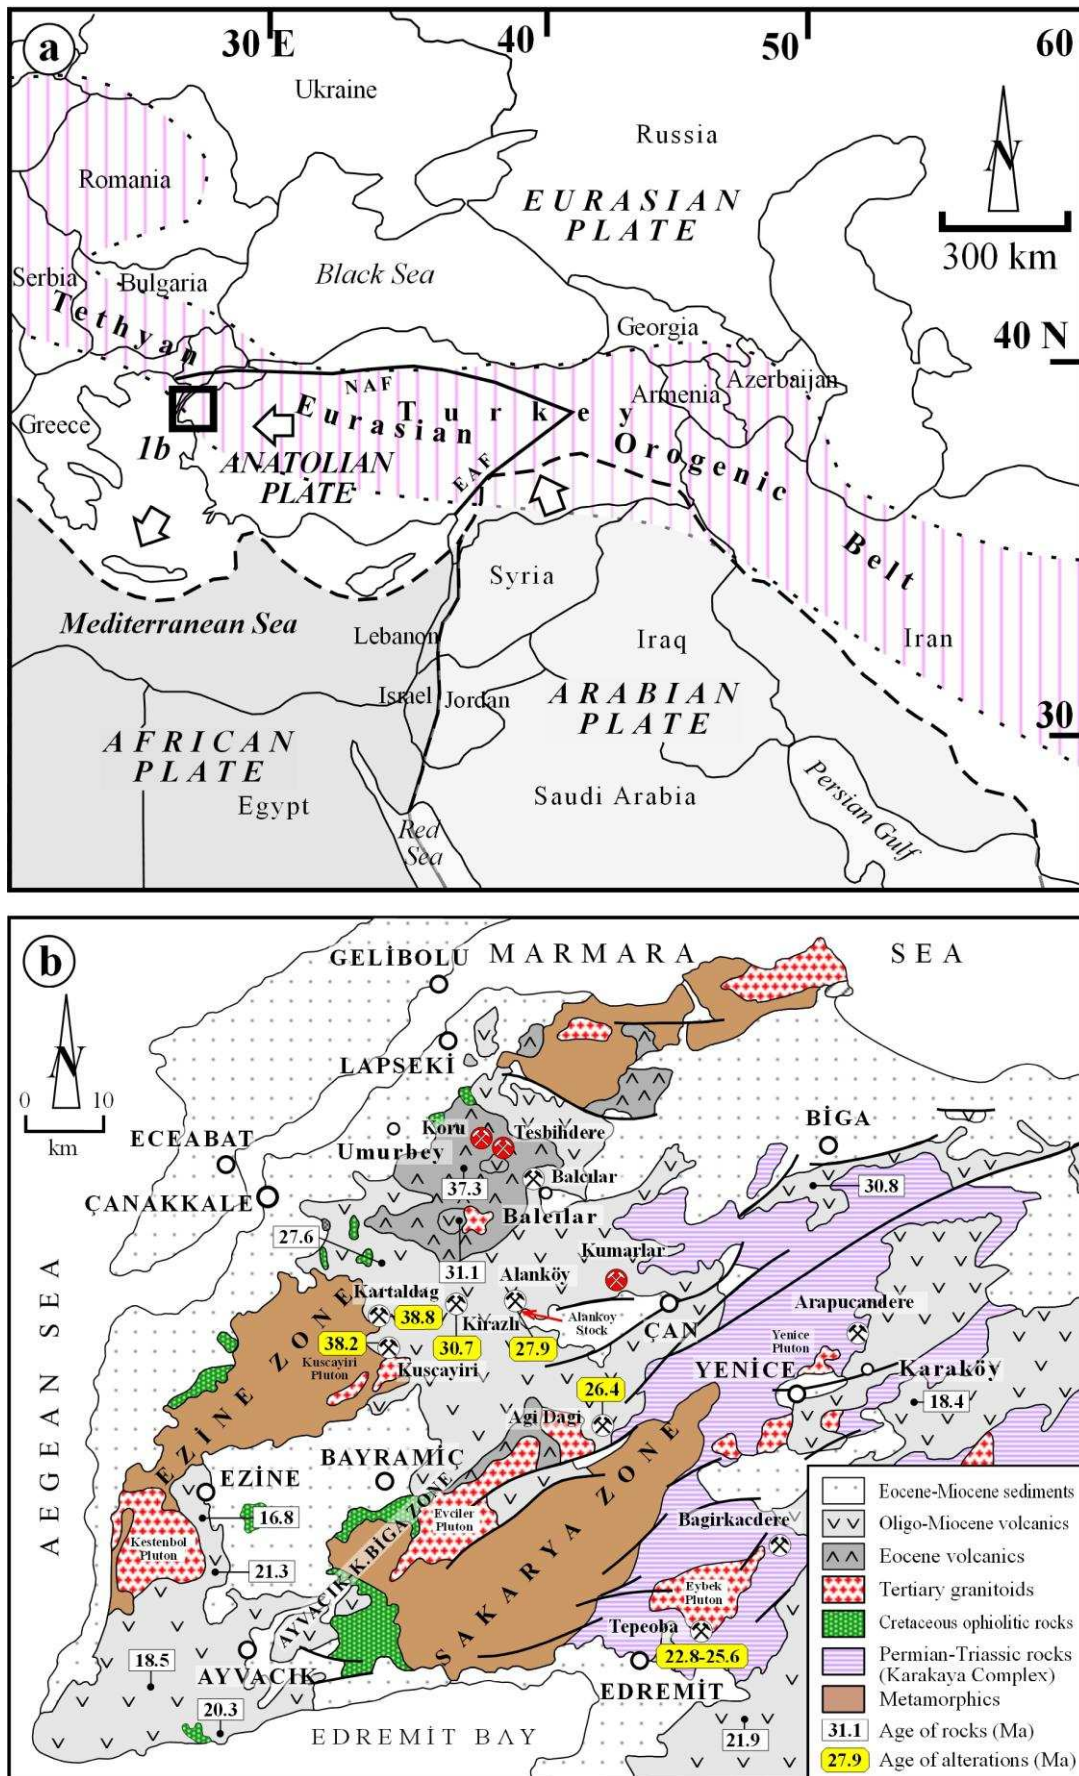 a
30 E
40
50
60
Ukraine
Russia
N
Romania
EURASIAN
PLATE
300 km
Black Sea
Serbia
Bulgaria
Tethyan
Georgia
40 N
NAF
Armenia
Azerbaijan
Greece
Eurasian
Turkey
1b
Orogenic
ANATOLIAN
PLATE
EAF
Belt
Syria
Mediterranean Sea
Lebanon
Iraq
Iran
Israel
Jordan
ARABIAN
PLATE
30
AFRICAN
PLATE
Egypt
Saudi Arabia
Persian Gulf
Red
Sea
b
GELİBOLU
MARMARA SEA
N
LAPSEKİ
0 10
km
ECEABAT
Koru
Tesbihdere
BİGA
Umurbey
Balcılar
ÇANAKKALE
37.3
30.8
Balcılar
27.6
31.1
Kumarlar
Alanköy
Kartaldag
38.8
Kirazlı
Alankoy
Stock
ÇAN
Arapucandere
38.2
30.7
27.9
Yenice
Pluton
Kuscayiri
Pluton
Kuscayiri
YENİCE
Karaköy
26.4
18.4
AEGEAN SEA
EZİNE ZONE
Agi Dagi
BAYRAMİÇ
EZİNE
16.8
Evciler
Pluton
SAKARYA ZONE
Bagirkacdere
Kestenbol
Pluton
AYVACIK K.BİGA ZONE
21.3
Eybek
Pluton
Tepeoba
18.5
AYVACIK
22.8-25.6
EDREMİT
20.3
EDREMİT BAY
21.9
Eocene-Miocene sediments
Oligo-Miocene volcanics
Eocene volcanics
Tertiary granitoids
Cretaceous ophiolitic rocks
Permian-Triassic rocks
(Karakaya Complex)
Metamorphics
31.1 Age of rocks (Ma)
27.9 Age of alterations (Ma)